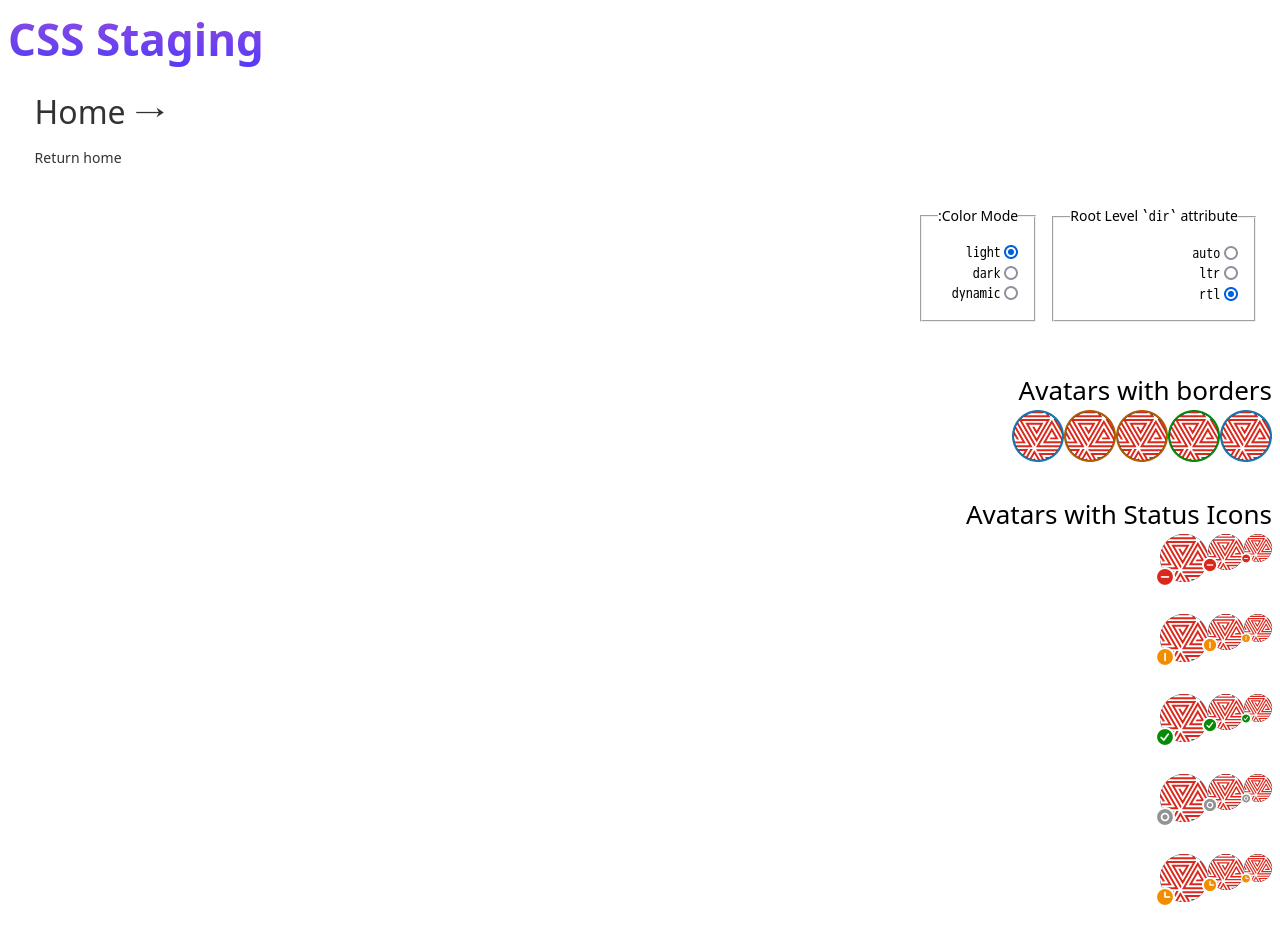 CSS Staging
Home →
Return home
:Color Mode
light
dark
dynamic
Root Level `dir` attribute
auto
ltr
rtl
Avatars with borders
Avatars with Status Icons